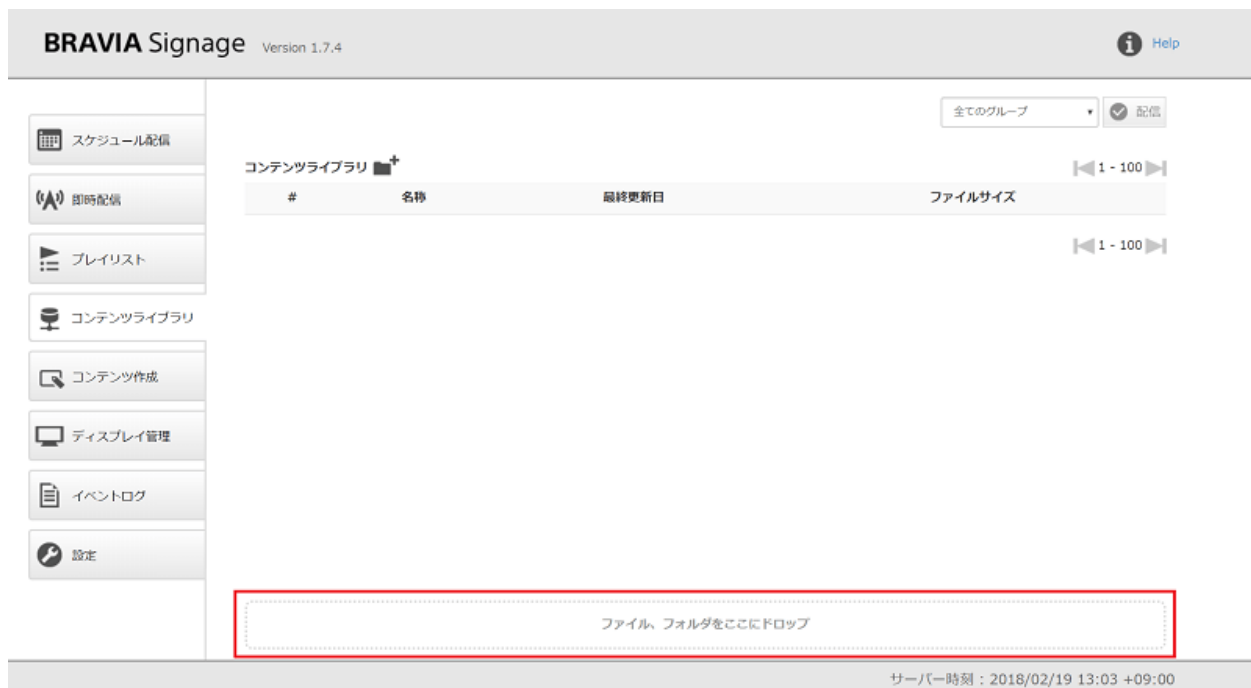 BRAVIA Signage Version 1.7.4
Help
全てのグループ
配信
スケジュール配信
コンテンツライブラリ
1 - 100
# 名称 最終更新日 ファイルサイズ
即時配信
1 - 100
プレイリスト
コンテンツライブラリ
コンテンツ作成
ディスプレイ管理
イベントログ
設定
ファイル、フォルダをここにドロップ
サーバー時刻 : 2018/02/19 13:03 +09:00